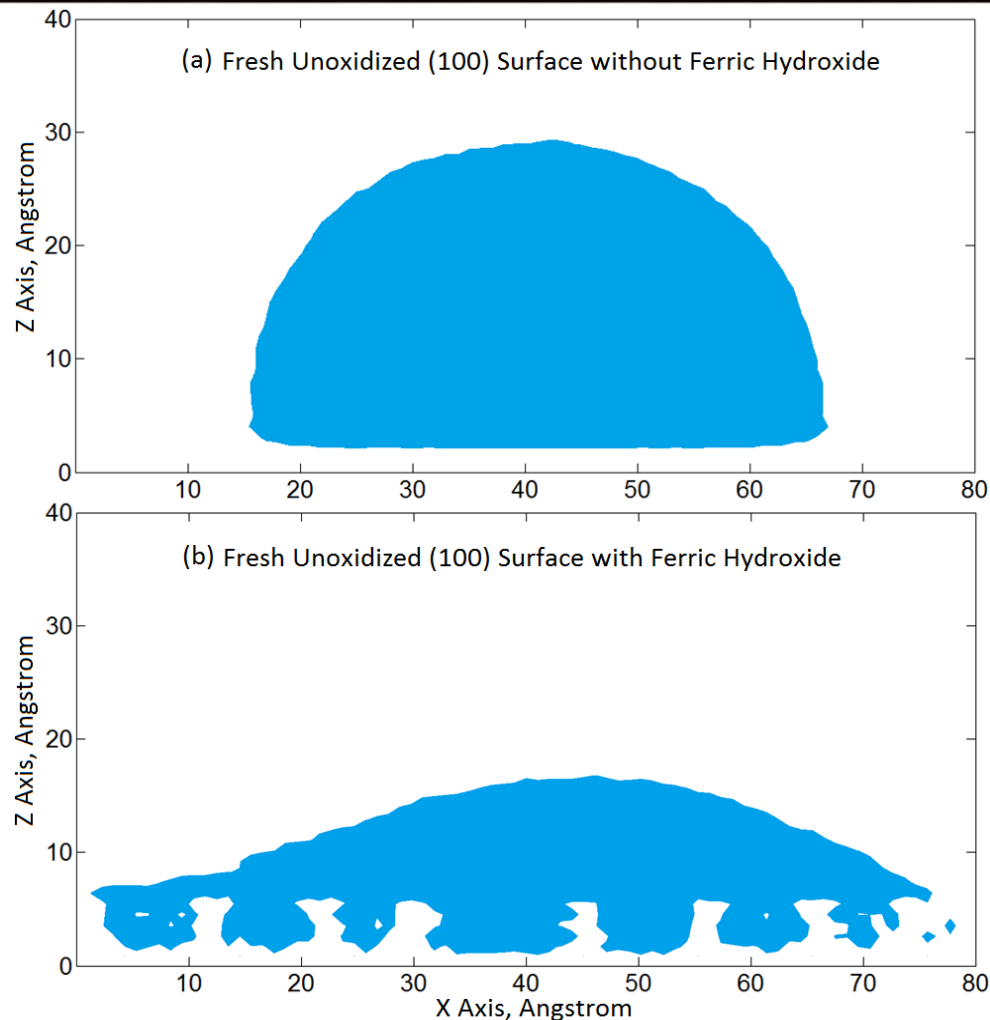 40
(a) Fresh Unoxidized (100) Surface without Ferric Hydroxide
30
Z Axis, Angstrom
20
10
0
10 20 30 40 50 60 70 80
40
(b) Fresh Unoxidized (100) Surface with Ferric Hydroxide
30
Z Axis, Angstrom
20
10
0
10 20 30 40 50 60 70 80
X Axis, Angstrom